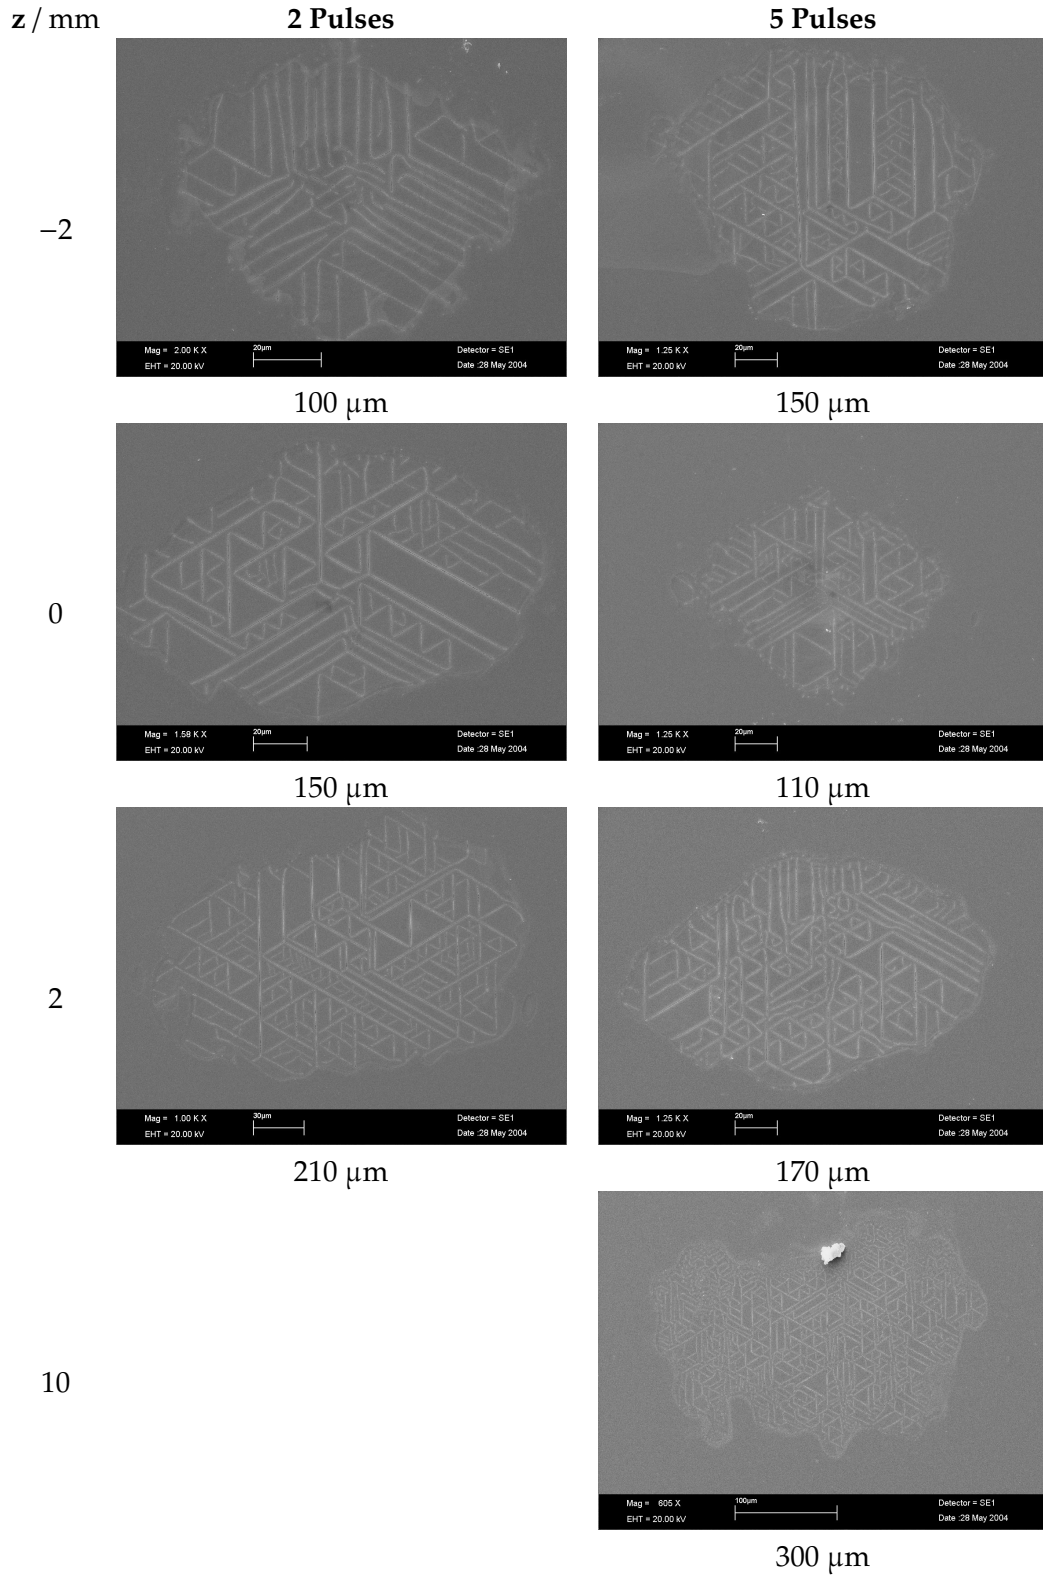 z / mm 2 Pulses 5 Pulses
−2
20µm
Mag = 2.00 K X Detector = SE1
EHT = 20.00 kV Date :28 May 2004
20µm
Mag = 1.25 K X Detector = SE1
EHT = 20.00 kV Date :28 May 2004
100 µm 150 µm
0
20µm
Mag = 1.58 K X Detector = SE1
EHT = 20.00 kV Date :28 May 2004
20µm
Mag = 1.25 K X Detector = SE1
EHT = 20.00 kV Date :28 May 2004
150 µm 110 µm
2
30µm
Mag = 1.00 K X Detector = SE1
EHT = 20.00 kV Date :28 May 2004
20µm
Mag = 1.25 K X Detector = SE1
EHT = 20.00 kV Date :28 May 2004
210 µm 170 µm
10
100µm
Mag = 605 X Detector = SE1
EHT = 20.00 kV Date :28 May 2004
300 µm